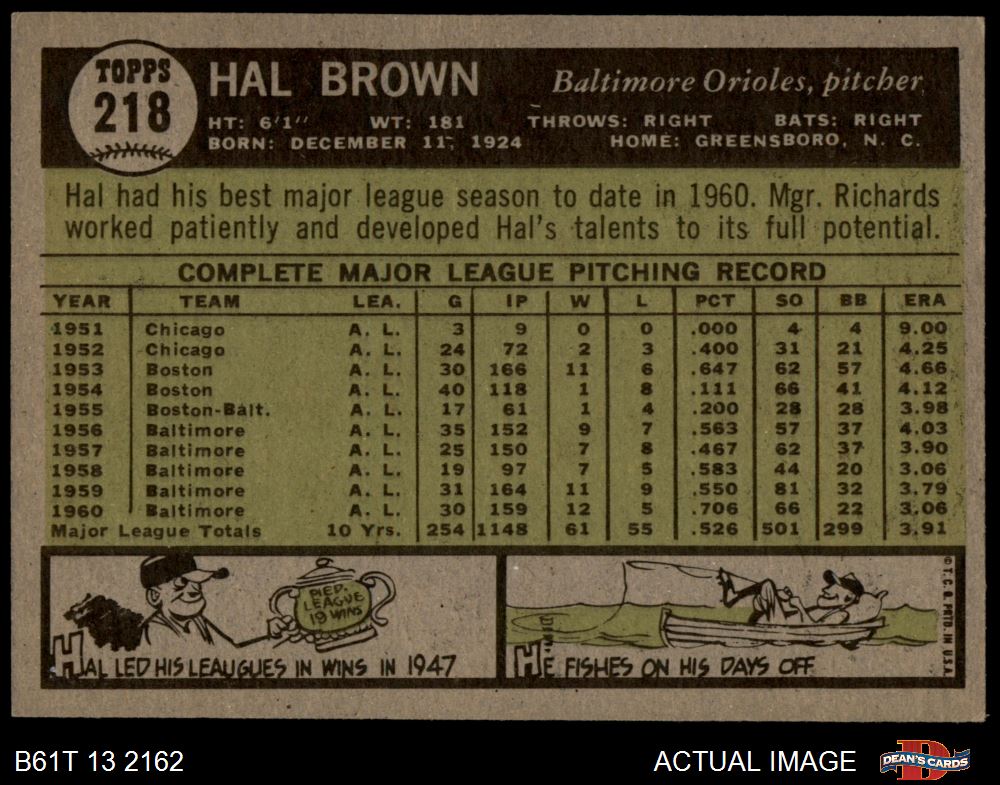 TOPPS
218
HAL BROWN
Baltimore Orioles, pitcher
HT: 6'1" WT: 181 THROWS: RIGHT BATS: RIGHT
BORN: DECEMBER 11, 1924 HOME: GREENSBORO, N. C.
Hal had his best major league season to date in 1960. Mgr. Richards
worked patiently and developed Hal's talents to its full potential.
COMPLETE MAJOR LEAGUE PITCHING RECORD
YEAR TEAM LEA. G IP W L PCT SO BB ERA
1951 Chicago A. L. 3 9 0 0 .000 4 4 9.00
1952 Chicago A. L. 24 72 2 3 .400 31 21 4.25
1953 Boston A. L. 30 166 11 6 .647 62 57 4.66
1954 Boston A. L. 40 118 1 8 .111 66 41 4.12
1955 Boston-Balt. A. L. 17 61 1 4 .200 28 28 3.98
1956 Baltimore A. L. 35 152 9 7 .563 57 37 4.03
1957 Baltimore A. L. 25 150 7 8 .467 62 37 3.90
1958 Baltimore A. L. 19 97 7 5 .583 44 20 3.06
1959 Baltimore A. L. 31 164 11 9 .550 81 32 3.79
1960 Baltimore A. L. 30 159 12 5 .706 66 22 3.06
Major League Totals 10 Yrs. 254 1148 61 55 .526 501 299 3.91
PIED.
LEAGUE
19 WINS
HAL LED HIS LEAUGUES IN WINS IN 1947
HE FISHES ON HIS DAYS OFF
© T. C. G. PRTD. IN U.S.A.
B61T 13 2162
ACTUAL IMAGE
D
DEAN'S CARDS